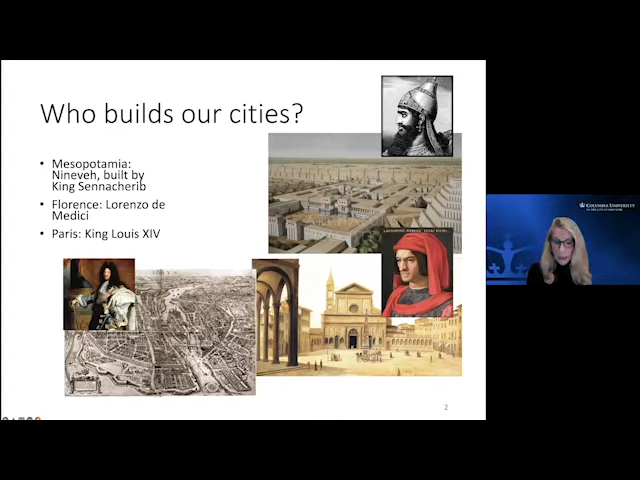 Who builds our cities?
• Mesopotamia:
Nineveh, built by
King Sennacherib
• Florence: Lorenzo de
Medici
• Paris: King Louis XIV
2
COLUMBIA UNIVERSITY
IN THE CITY OF NEW YORK